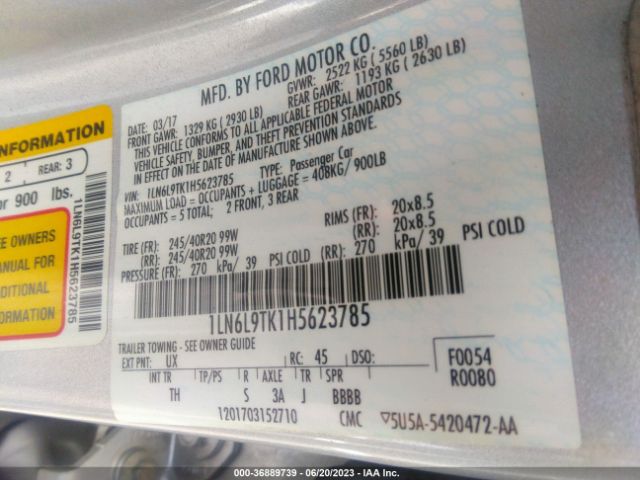 MFD. BY FORD MOTOR CO.
DATE: 03/17 GVWR: 2522 KG ( 5560 LB)
FRONT GAWR: 1329 KG ( 2930 LB) REAR GAWR: 1193 KG ( 2630 LB)
THIS VEHICLE CONFORMS TO ALL APPLICABLE FEDERAL MOTOR
VEHICLE SAFETY, BUMPER, AND THEFT PREVENTION STANDARDS
IN EFFECT ON THE DATE OF MANUFACTURE SHOWN ABOVE.
VIN: 1LN6L9TK1H5623785 TYPE: Passenger Car
MAXIMUM LOAD = OCCUPANTS + LUGGAGE = 408KG/900LB
OCCUPANTS = 5 TOTAL; 2 FRONT, 3 REAR
TIRE (FR): 245/40R20 99W RIMS (FR): 20x8.5
(RR): 245/40R20 99W (RR): 20x8.5
PRESSURE (FR): 270 kPa/ 39 PSI COLD (RR): 270 kPa/ 39 PSI COLD
1LN6L9TK1H5623785
TRAILER TOWING - SEE OWNER GUIDE
EXT PNT: UX RC: 45 DSO: F0054
R0080
INT TR TP/PS R AXLE TR SPR
TH S 3A J BBBB
1201703152710 CMC ▽5U5A-5420472-AA
INFORMATION
2 REAR: 3
or 900 lbs.
SEE OWNERS
MANUAL FOR
ADDITIONAL
INFORMATION
1LN6L9TK1H5623785
000 - 36889739 - 06/20/2023 - IAA Inc.